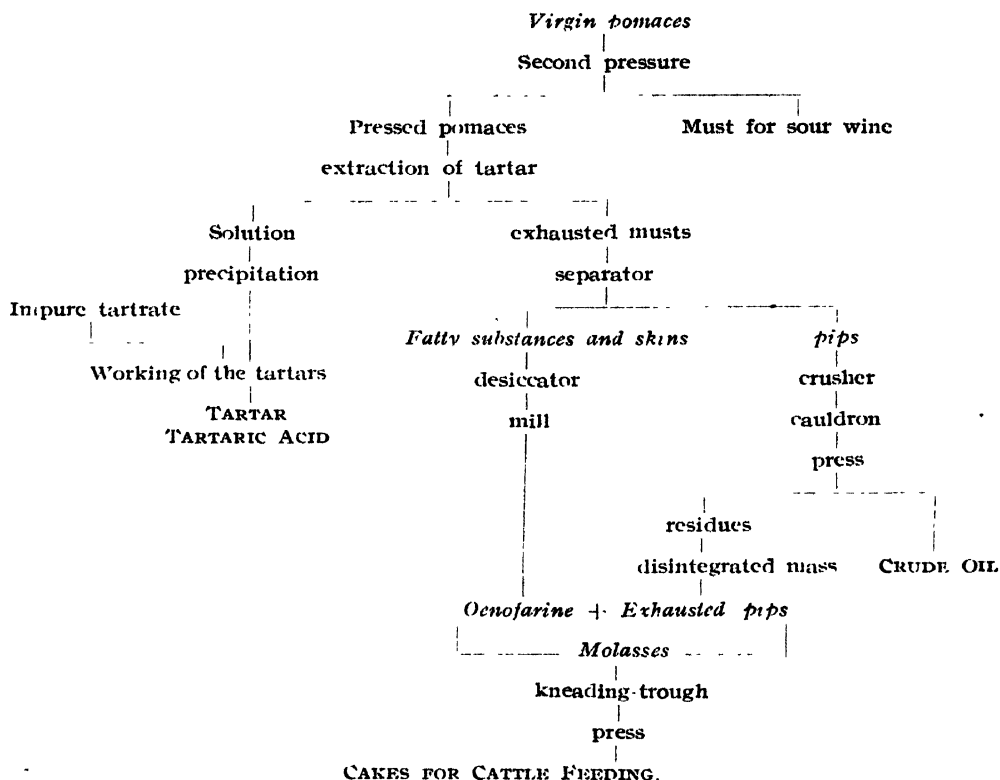 Virgin pomaces
Second pressure
Pressed pomaces Must for sour wine
extraction of tartar
Solution exhausted musts
precipitation separator
Impure tartrate
Fatty substances and skins pips
Working of the tartars desiccator crusher
TARTAR mill cauldron
TARTARIC ACID
press
residues
disintegrated mass CRUDE OIL
Oenofarine + Exhausted pips
Molasses
kneading-trough
press
CAKES FOR CATTLE FEEDING.